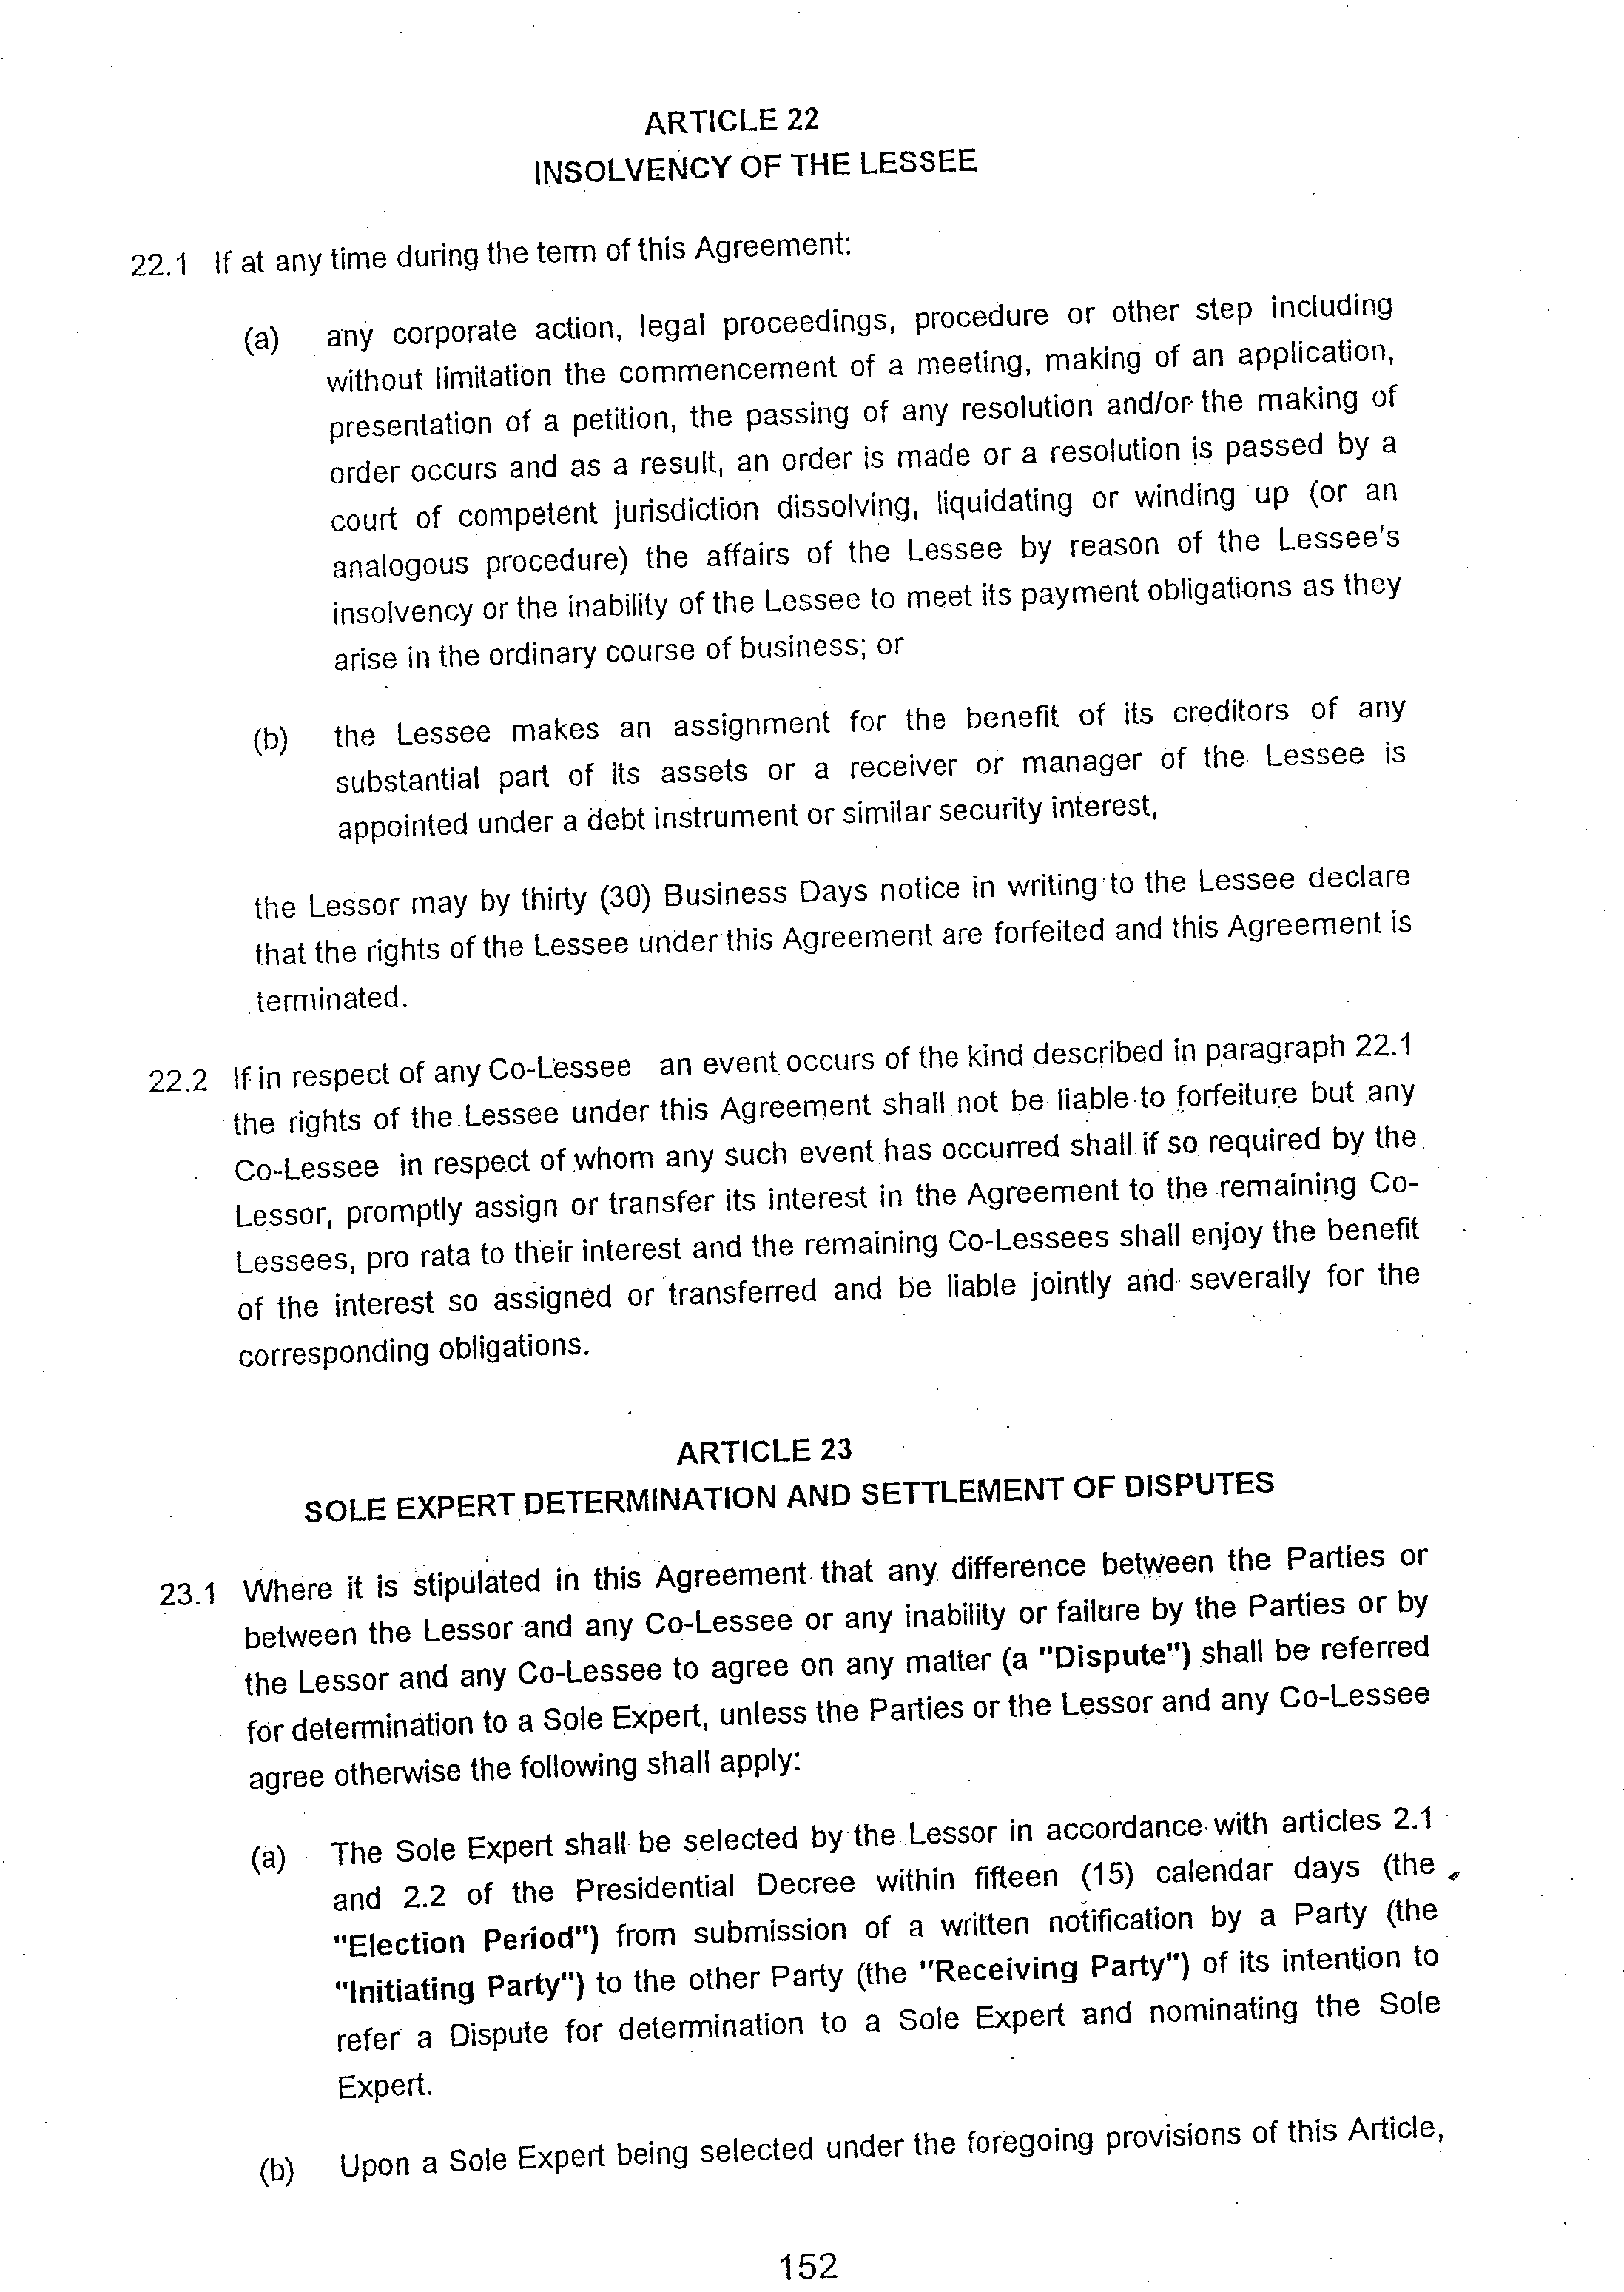 ARTICLE 22
INSOLVENCY OF THE LESSEE
22.1 If at any time during the term of this Agreement:
(a) any corporate action, legal proceedings, procedure or other step including
without limitation the commencement of a meeting, making of an application,
presentation of a petition, the passing of any resolution and/or the making of
order occurs and as a result, an order is made or a resolution is passed by a
court of competent jurisdiction dissolving, liquidating or winding up (or an
analogous procedure) the affairs of the Lessee by reason of the Lessee's
insolvency or the inability of the Lessee to meet its payment obligations as they
arise in the ordinary course of business; or
(b) the Lessee makes an assignment for the benefit of its creditors of any
substantial part of its assets or a receiver or manager of the Lessee is
appointed under a debt instrument or similar security interest,
the Lessor may by thirty (30) Business Days notice in writing to the Lessee declare
that the rights of the Lessee under this Agreement are forfeited and this Agreement is
terminated.
22.2 If in respect of any Co-Lessee an event occurs of the kind described in paragraph 22.1
the rights of the Lessee under this Agreement shall not be liable to forfeiture but any
Co-Lessee in respect of whom any such event has occurred shall if so required by the
Lessor, promptly assign or transfer its interest in the Agreement to the remaining Co-
Lessees, pro rata to their interest and the remaining Co-Lessees shall enjoy the benefit
of the interest so assigned or transferred and be liable jointly and severally for the
corresponding obligations.
ARTICLE 23
SOLE EXPERT DETERMINATION AND SETTLEMENT OF DISPUTES
23.1 Where it is stipulated in this Agreement that any difference between the Parties or
between the Lessor and any Co-Lessee or any inability or failure by the Parties or by
the Lessor and any Co-Lessee to agree on any matter (a "Dispute") shall be referred
for determination to a Sole Expert, unless the Parties or the Lessor and any Co-Lessee
agree otherwise the following shall apply:
(a) The Sole Expert shall be selected by the Lessor in accordance with articles 2.1
and 2.2 of the Presidential Decree within fifteen (15) calendar days (the
"Election Period") from submission of a written notification by a Party (the
"Initiating Party") to the other Party (the "Receiving Party") of its intention to
refer a Dispute for determination to a Sole Expert and nominating the Sole
Expert.
(b) Upon a Sole Expert being selected under the foregoing provisions of this Article,
152